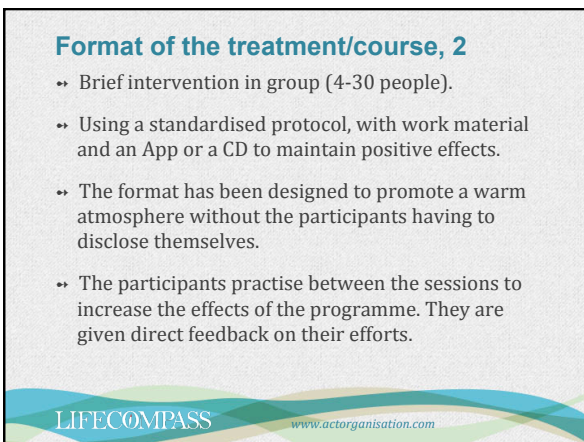 Format of the treatment/course, 2
➻ Brief intervention in group (4-30 people).
➻ Using a standardised protocol, with work material
and an App or a CD to maintain positive effects.
➻ The format has been designed to promote a warm
atmosphere without the participants having to
disclose themselves.
➻ The participants practise between the sessions to
increase the effects of the programme. They are
given direct feedback on their efforts.
LIFECOMPASS www.actorganisation.com